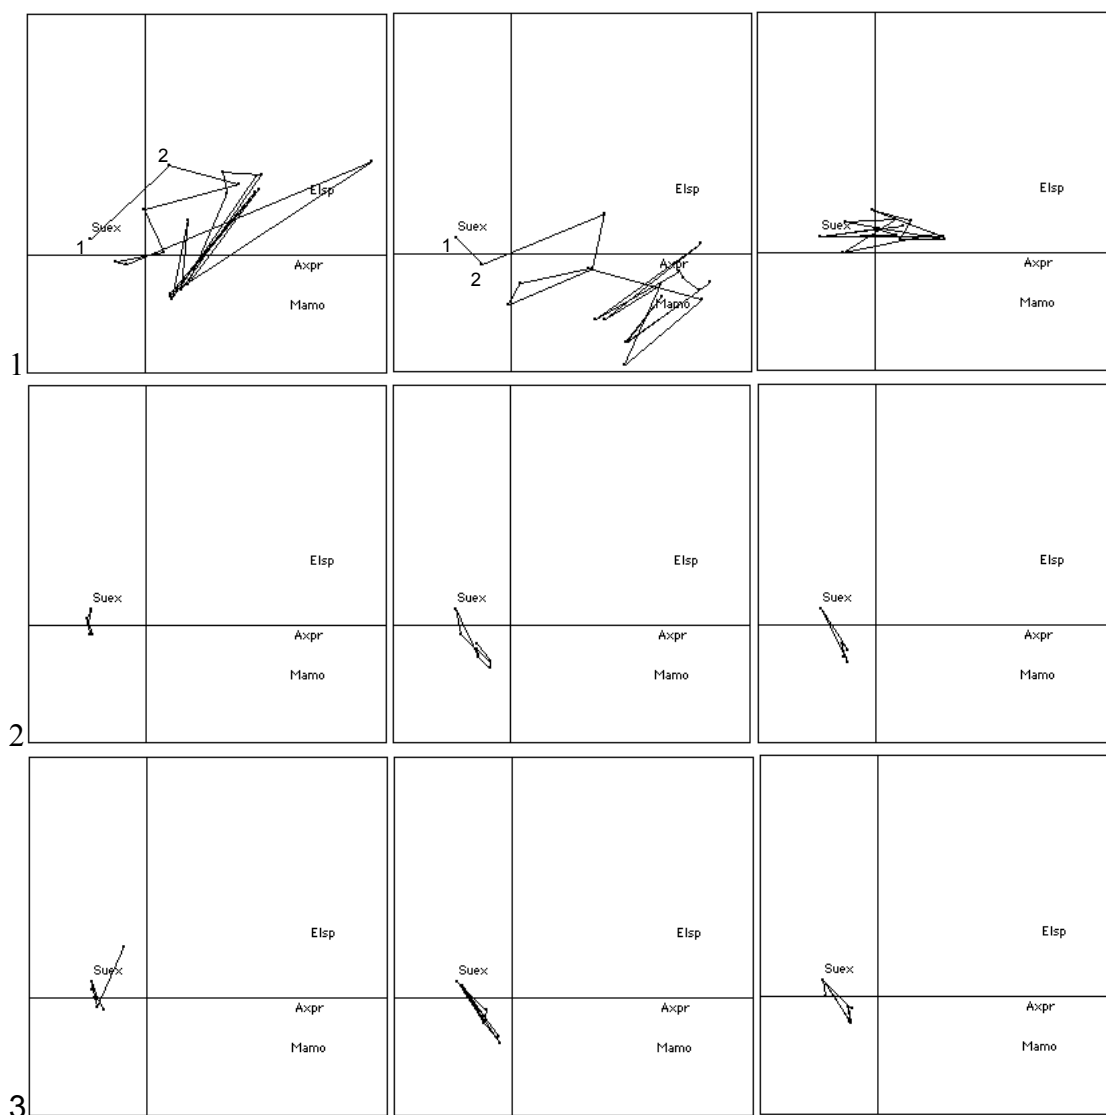 2 Elsp Elsp Elsp
Suex Suex Suex
1 1
Axpr 2 Axpr Axpr
Mamo Mamo Mamo
1
Elsp Elsp Elsp
Suex Suex Suex
Axpr Axpr Axpr
Mamo Mamo Mamo
2
Elsp Elsp Elsp
Suex Suex Suex
Axpr Axpr Axpr
Mamo Mamo Mamo
3